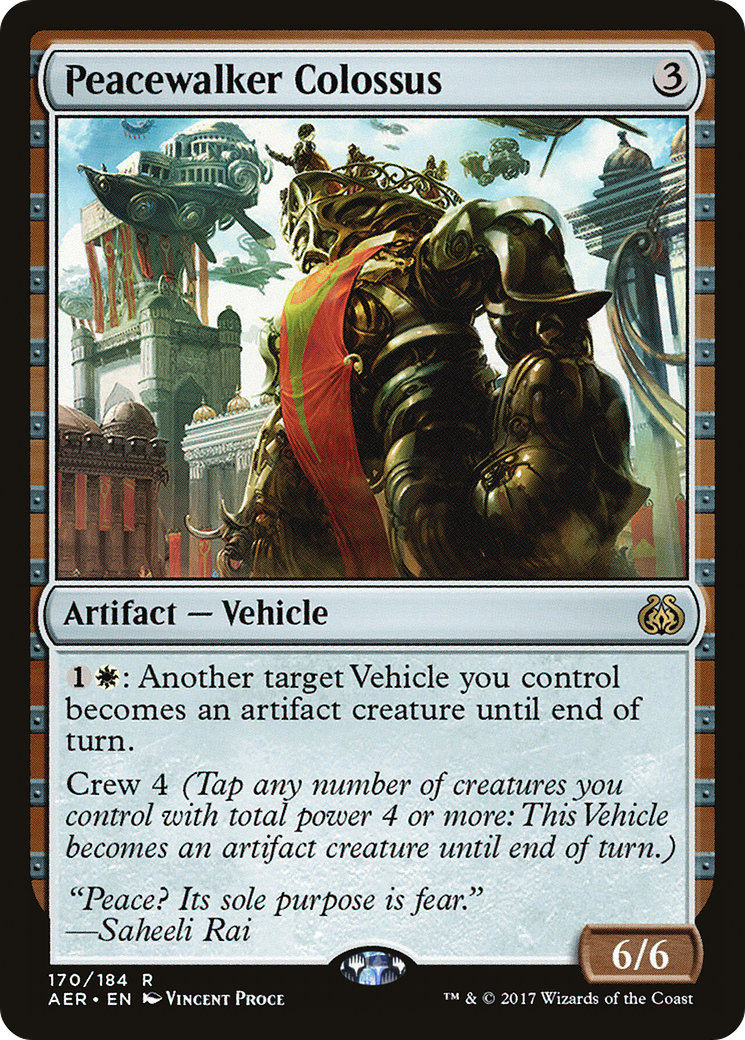 Peacewalker Colossus 3
Artifact — Vehicle
1 : Another target Vehicle you control
becomes an artifact creature until end of
turn.
Crew 4 (Tap any number of creatures you
control with total power 4 or more: This Vehicle
becomes an artifact creature until end of turn.)
“Peace? Its sole purpose is fear.”
—Saheeli Rai
6/6
170/184 R
AER • EN Vincent Proce
™ & © 2017 Wizards of the Coast